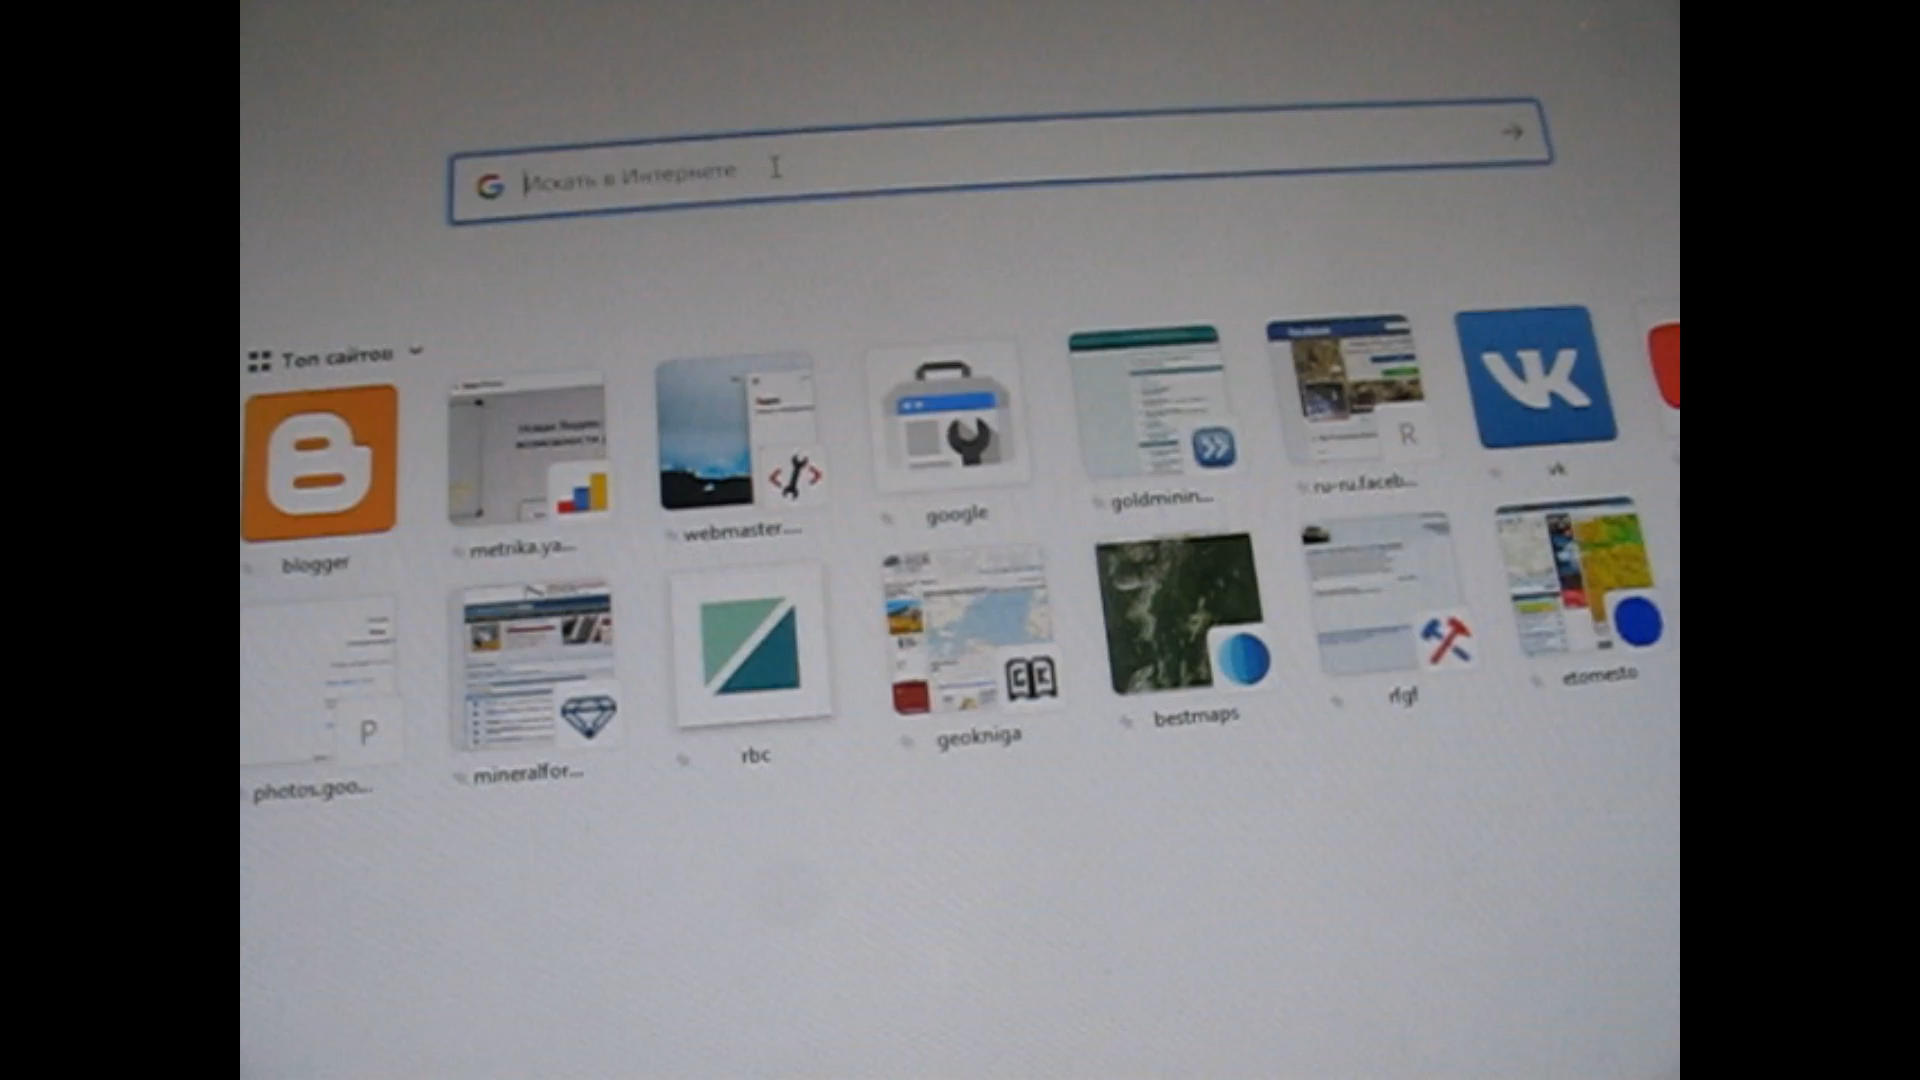 Искать в Интернете
Топ сайтов
blogger
metrika.ya...
webmaster....
google
goldminin...
ru-ru.faceb...
R
vk
photos.goo...
P
mineralfor...
rbc
geokniga
bestmaps
rfgf
etomesto